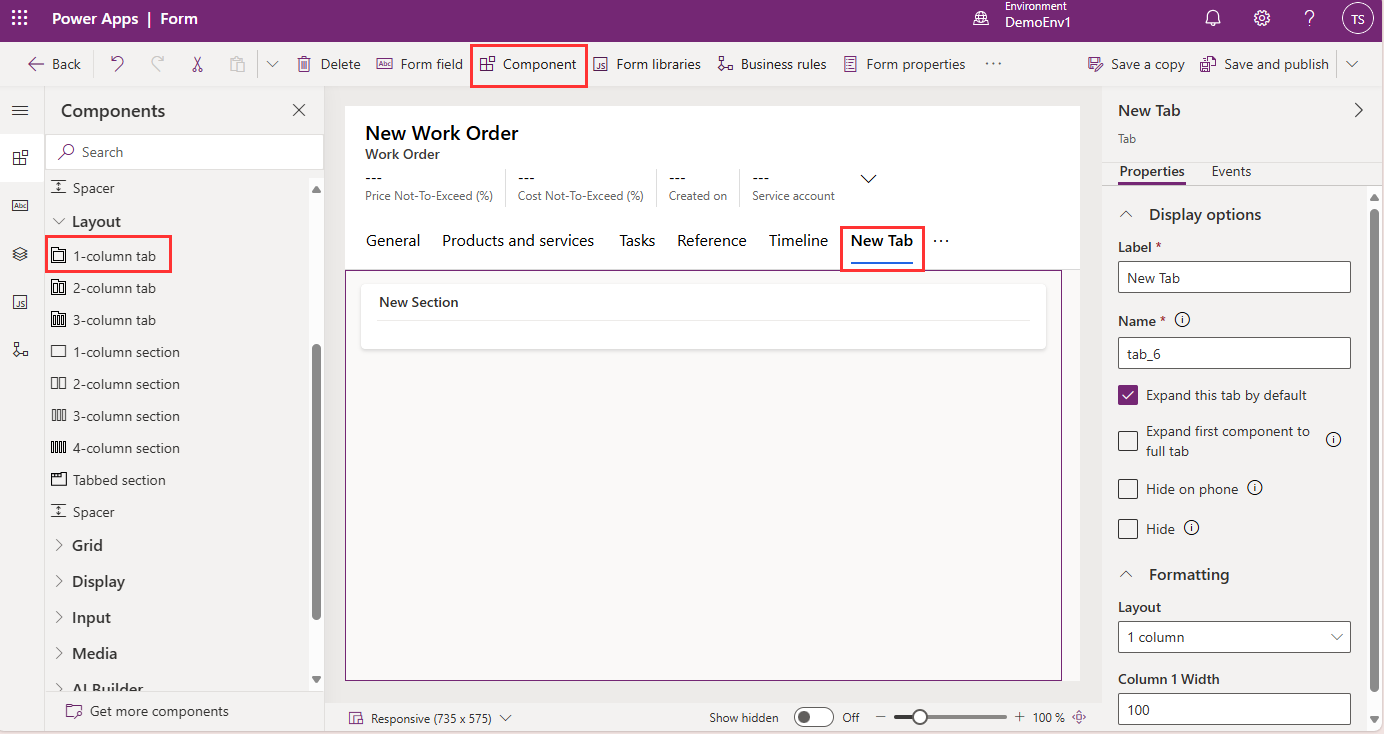 Power Apps | Form
Environment
DemoEnv1
TS
Back
Delete
Abc
Form field
Component
JS
Form libraries
Business rules
Form properties
...
Save a copy
Save and publish
Components
Search
Spacer
Layout
1-column tab
2-column tab
3-column tab
1-column section
2-column section
3-column section
4-column section
Tabbed section
Spacer
Grid
Display
Input
Media
AI Builder
Get more components
Abc
JS
New Work Order
Work Order
--- --- --- ---
Price Not-To-Exceed (%) Cost Not-To-Exceed (%) Created on Service account
General Products and services Tasks Reference Timeline New Tab ...
New Section
Responsive (735 x 575)
Show hidden
Off
100 %
New Tab
Tab
Properties Events
Display options
Label *
New Tab
Name *
tab_6
Expand this tab by default
Expand first component to
full tab
Hide on phone
Hide
Formatting
Layout
1 column
Column 1 Width
100